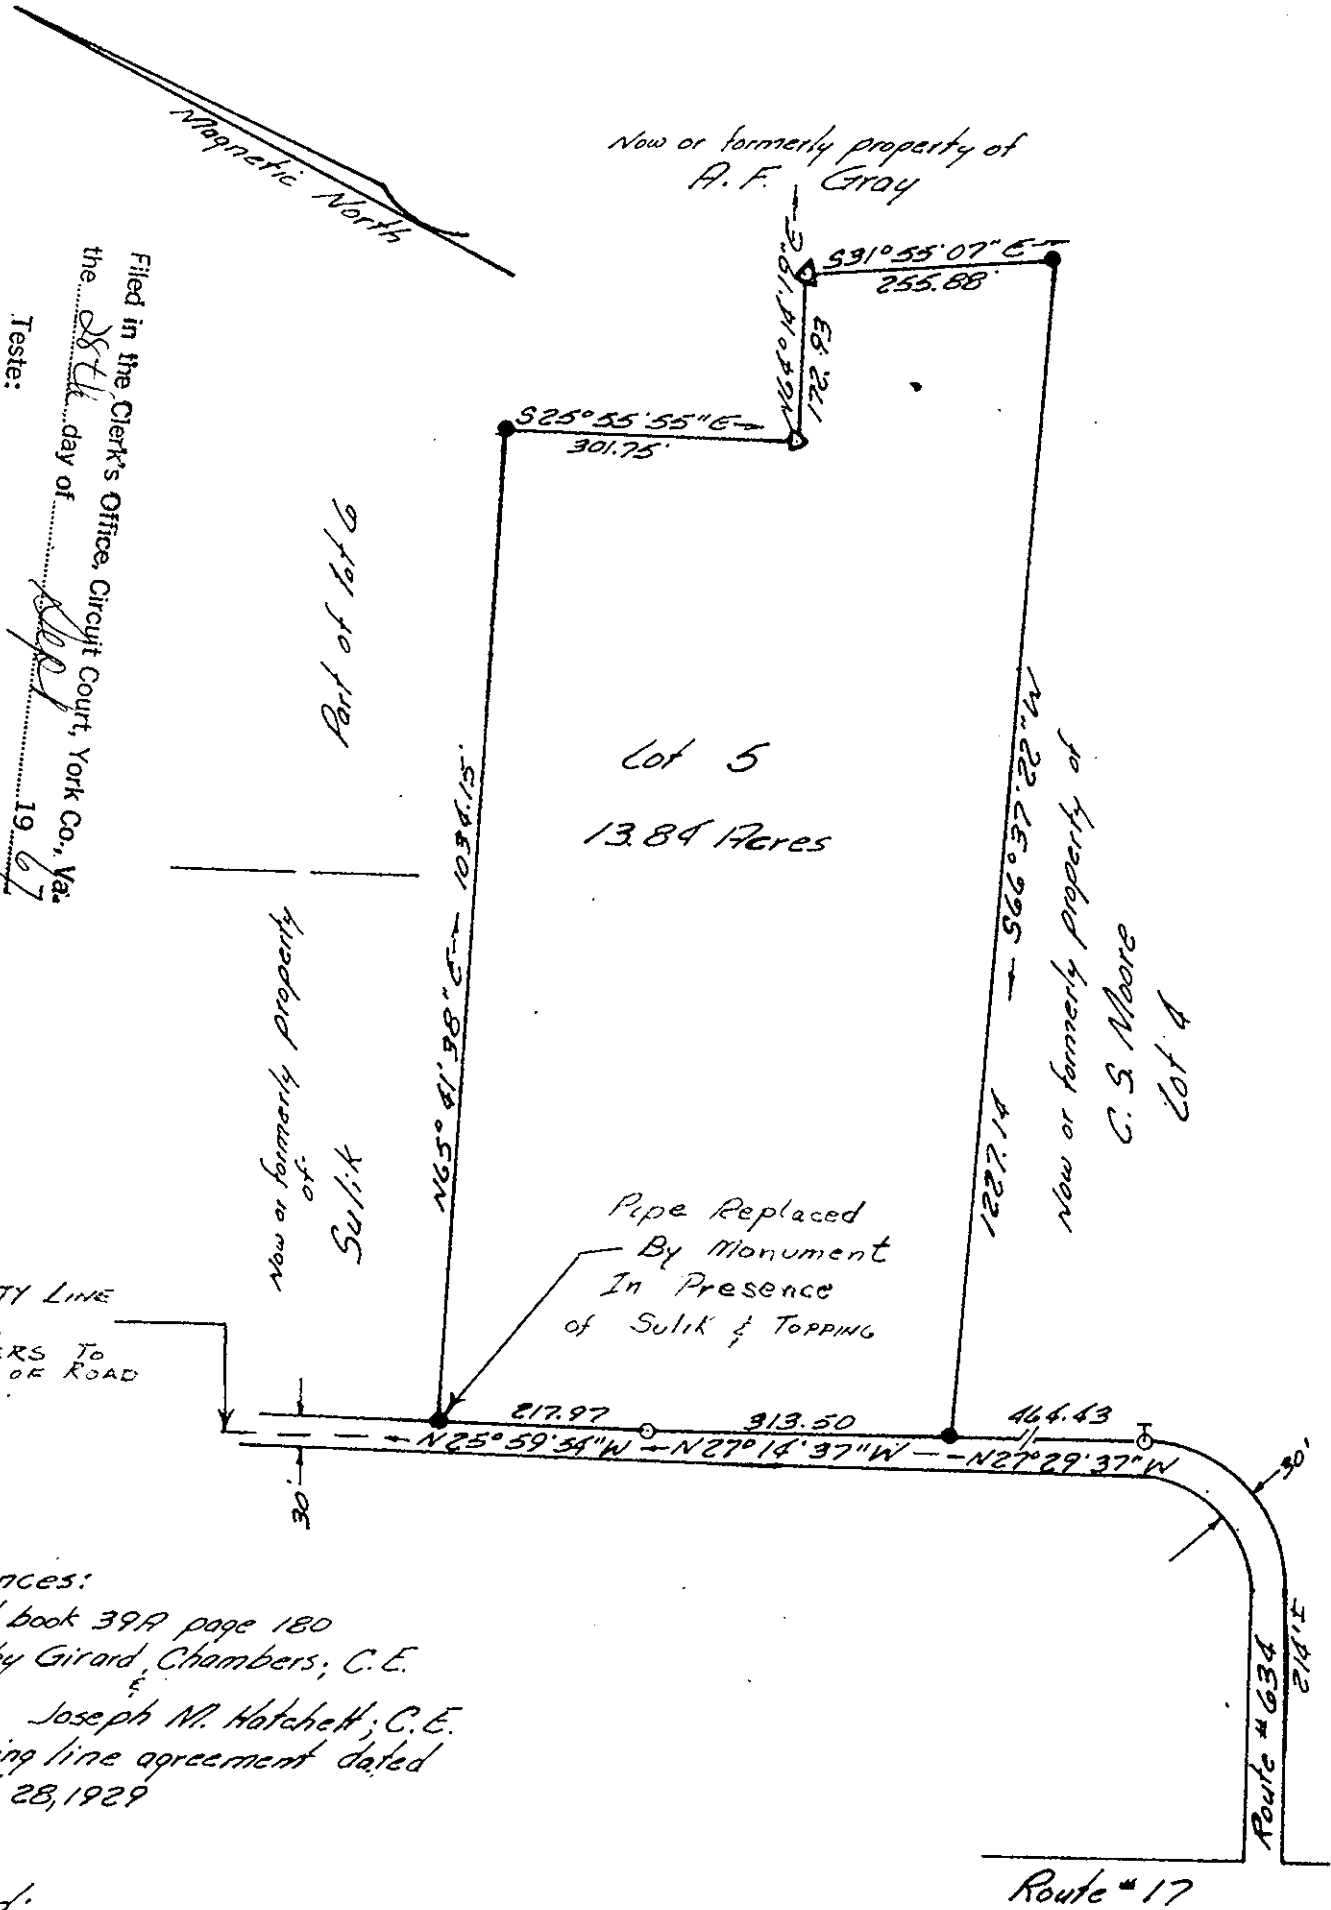 Magnetic North
Now or formerly property of
A.F. Gray
Filed in the Clerk's Office, Circuit Court, York Co., Va.
the 28th day of Sept 1967
Teste:
S31°55'07"E
255.88'
N64°14'19"E
172.93
S25°55'55"E
301.75'
Part of Lot 6
Lot 5
13.84 Acres
N65°41'38"E 1034.15'
1227.14 S66°37'22"W
Now or formerly property of
C. S. Moore
Lot 4
Now or formerly property
of
Sulik
Pipe Replaced
By Monument
In Presence
of Sulik & Topping
TY LINE
ERS TO
OF ROAD
217.97
313.50
464.43
N25°59'54"W
N27°14'37"W
N27°29'37"W
30'
30'
nces:
book 39A page 180
by Girard Chambers; C.E.
&
Joseph M. Hatchett; C.E.
ing line agreement dated
28, 1929
Route #634
214'±
Route #17